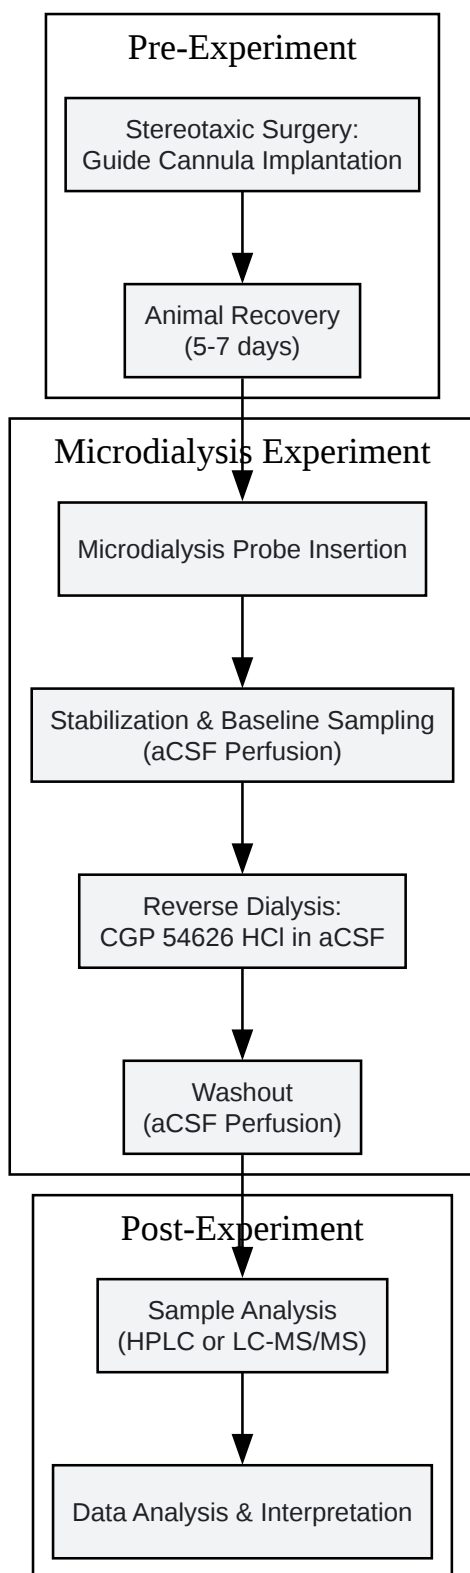 Pre-Experiment
Stereotaxic Surgery:
Guide Cannula Implantation
Animal Recovery
(5-7 days)
Microdialysis Experiment
Microdialysis Probe Insertion
Stabilization & Baseline Sampling
(aCSF Perfusion)
Reverse Dialysis:
CGP 54626 HCl in aCSF
Washout
(aCSF Perfusion)
Post-Experiment
Sample Analysis
(HPLC or LC-MS/MS)
Data Analysis & Interpretation